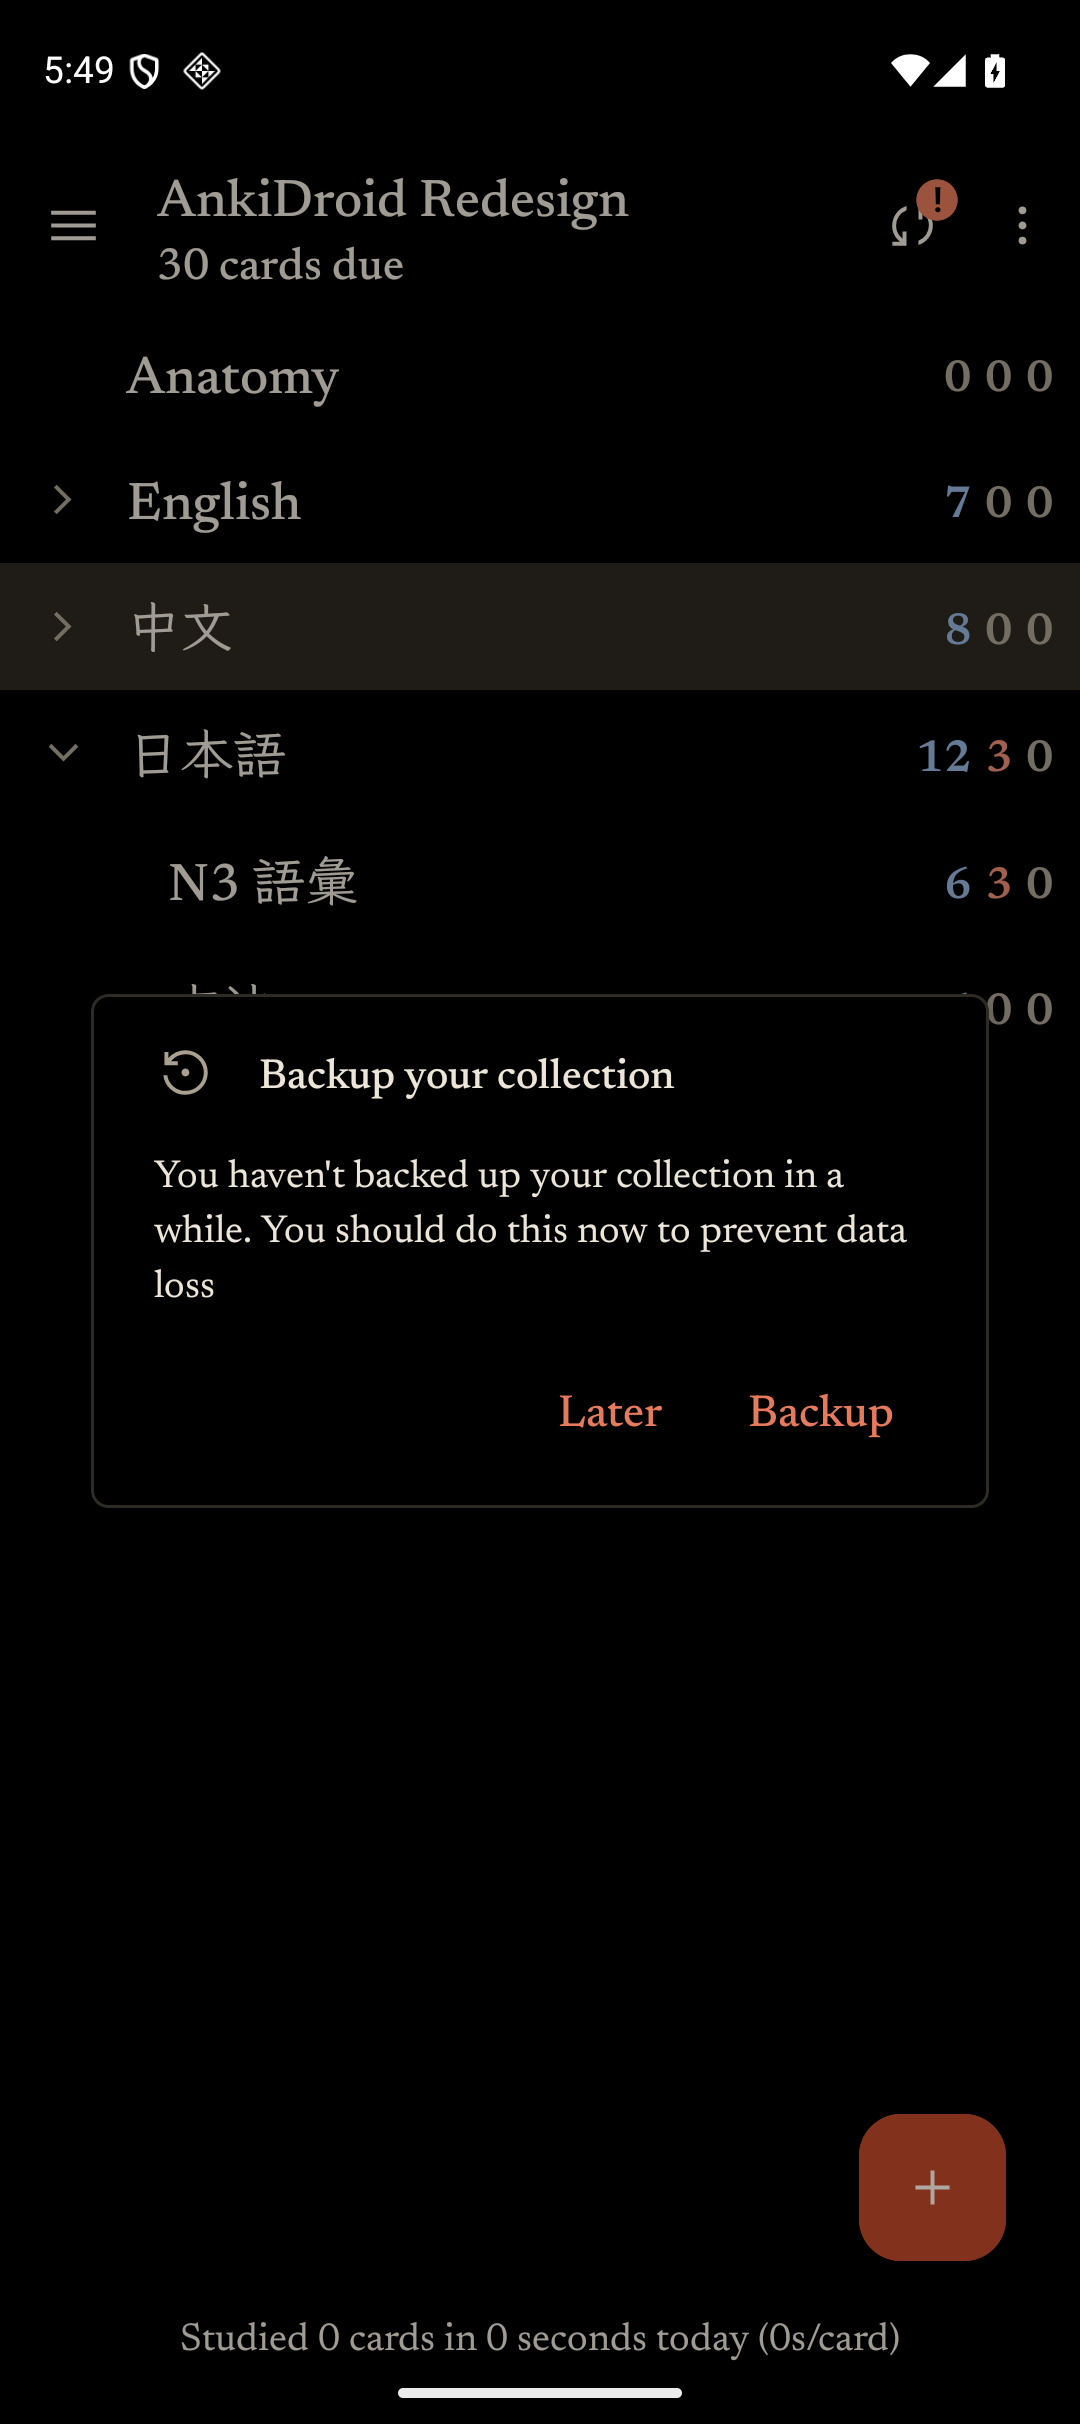 5:49
AnkiDroid Redesign
30 cards due
Anatomy 0 0 0
English 7 0 0
中文 8 0 0
日本語 12 3 0
N3 語彙 6 3 0
0 0
Backup your collection
You haven't backed up your collection in a
while. You should do this now to prevent data
loss
Later Backup
Studied 0 cards in 0 seconds today (0s/card)